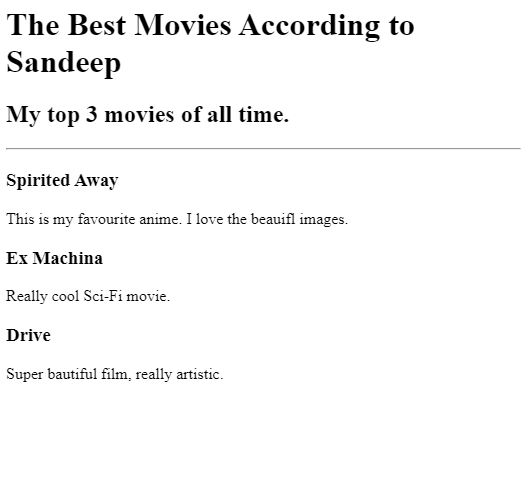 The Best Movies According to
Sandeep
My top 3 movies of all time.
Spirited Away
This is my favourite anime. I love the beauifl images.
Ex Machina
Really cool Sci-Fi movie.
Drive
Super bautiful film, really artistic.